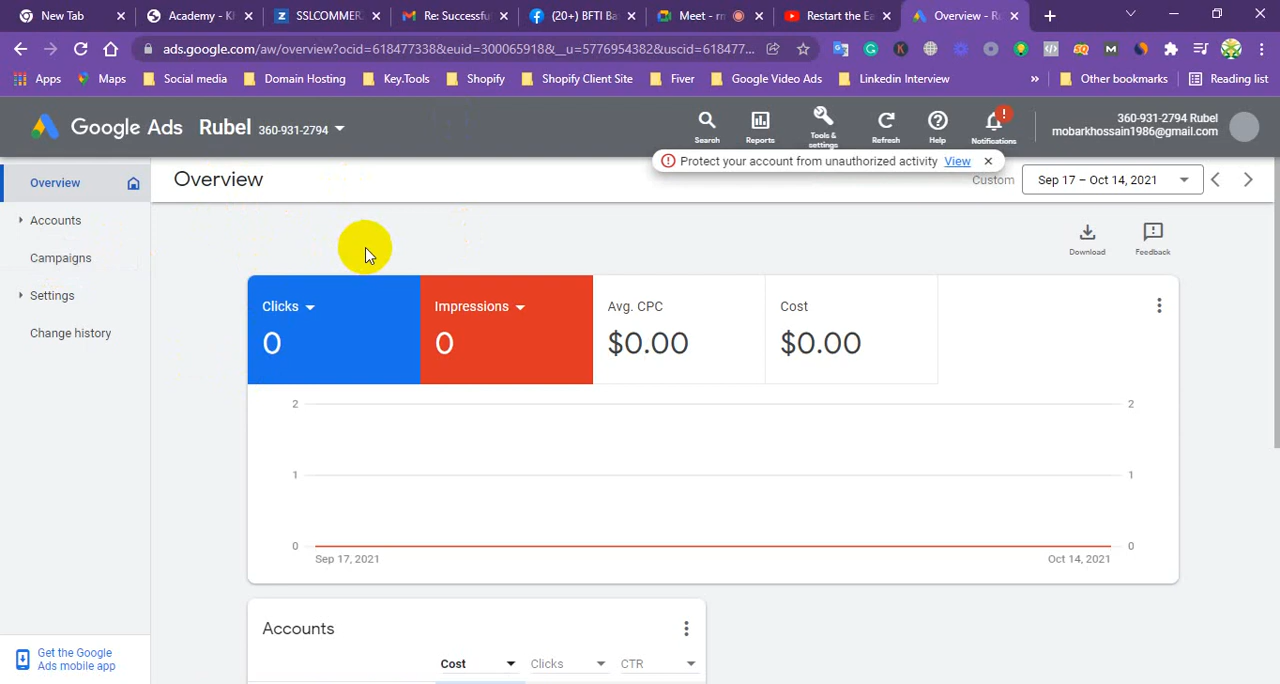 New Tab
Academy - K
SSLCOMMER
Re: Successfu
(20+) BFTI Ba
Meet - rm
Restart the Ea
Overview - R
ads.google.com/aw/overview?ocid=618477338&euid=300065918&__u=5776954382&uscid=618477...
Apps
Maps
Social media
Domain Hosting
Key.Tools
Shopify
Shopify Client Site
Fiver
Google Video Ads
Linkedin Interview
»
Other bookmarks
Reading list
Google Ads
Rubel 360-931-2794
Search
Reports
Tools & settings
Refresh
Help
Notifications
360-931-2794 Rubel
mobarkhossain1986@gmail.com
Protect your account from unauthorized activity View
Overview
Overview
Custom
Sep 17 – Oct 14, 2021
Accounts
Campaigns
Settings
Change history
Download
Feedback
Clicks
0
Impressions
0
Avg. CPC
$0.00
Cost
$0.00
2
2
1
1
0
0
Sep 17, 2021
Oct 14, 2021
Accounts
Cost
Clicks
CTR
Get the Google
Ads mobile app